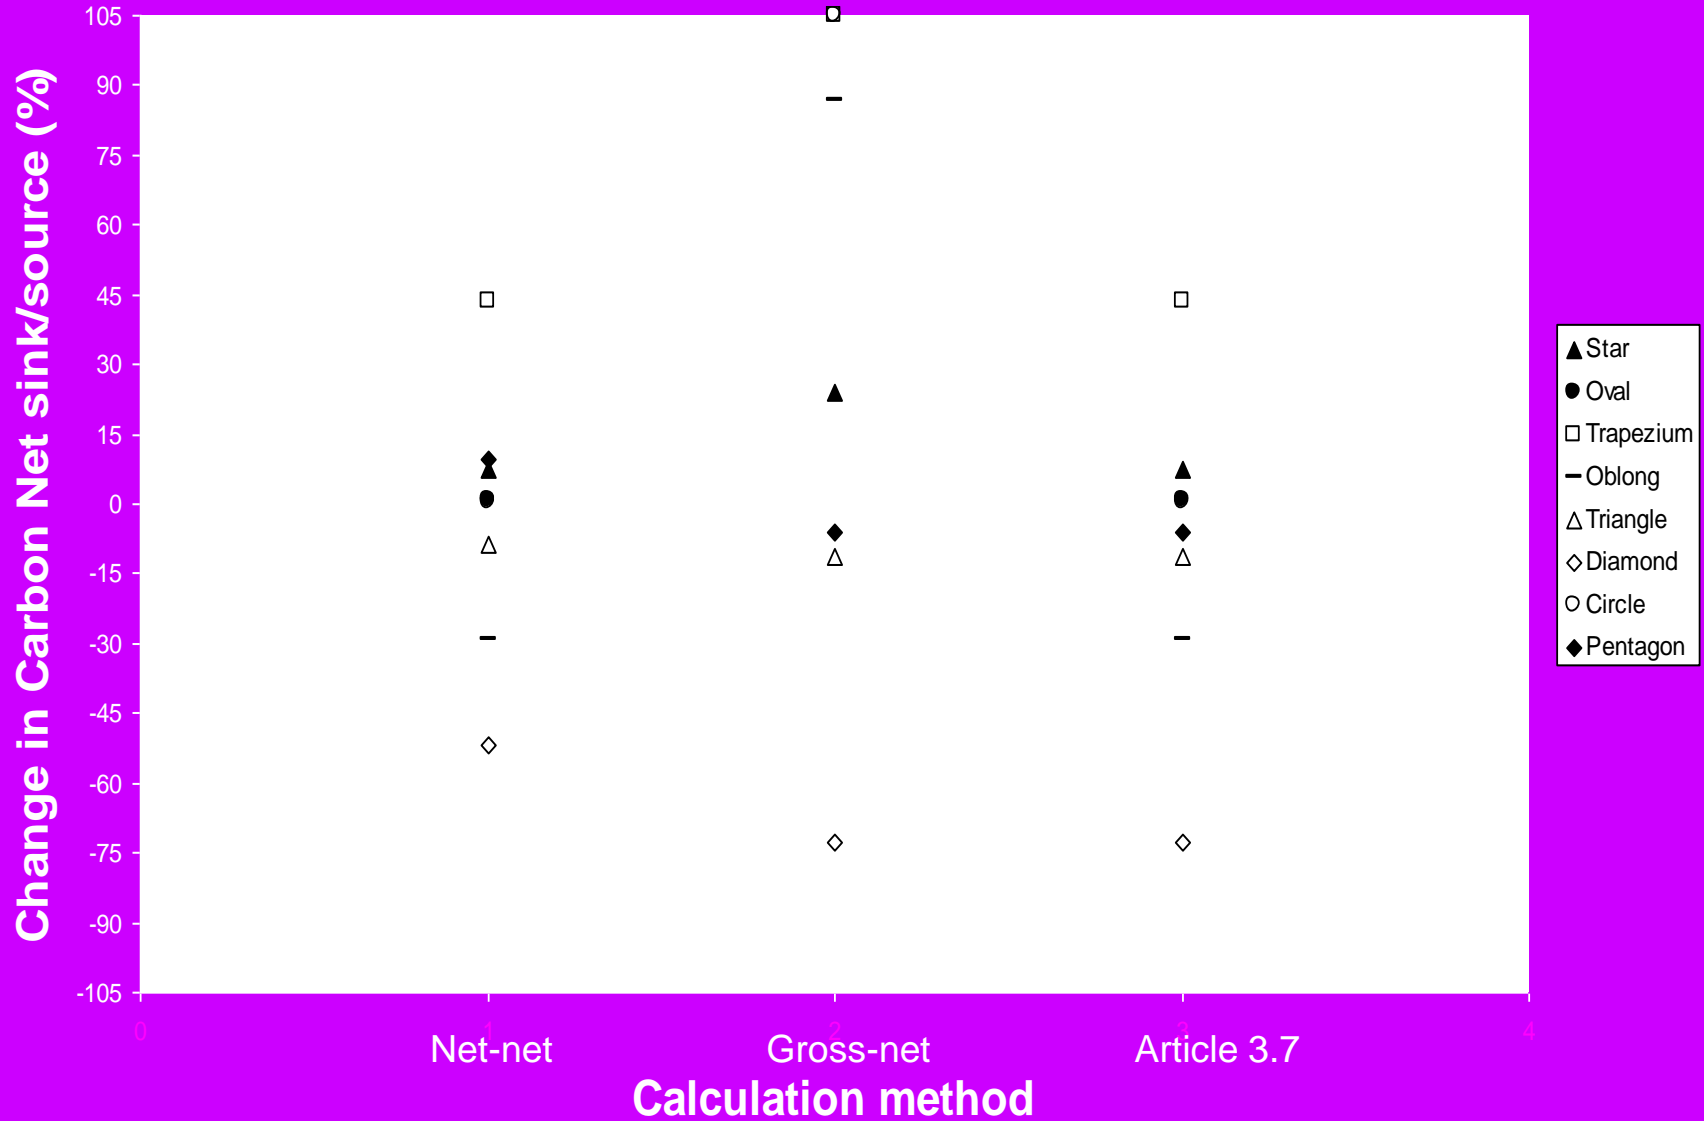 Change in Carbon Net sink/source (%)
105
90
75
60
45
30
15
0
-15
-30
-45
-60
-75
-90
-105
0 1 2 3 4
Net-net Gross-net Article 3.7
Calculation method
Star
Oval
Trapezium
Oblong
Triangle
Diamond
Circle
Pentagon